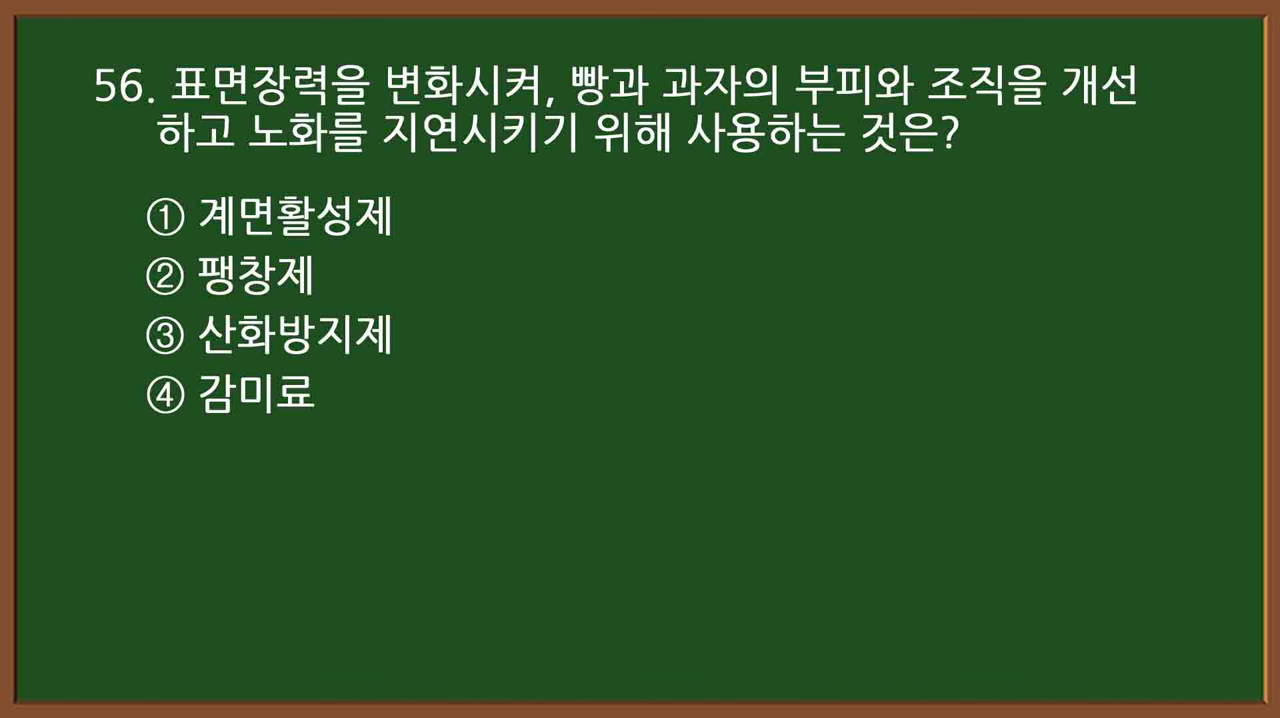 56. 표면장력을 변화시켜, 빵과 과자의 부피와 조직을 개선
하고 노화를 지연시키기 위해 사용하는 것은?
① 계면활성제
② 팽창제
③ 산화방지제
④ 감미료